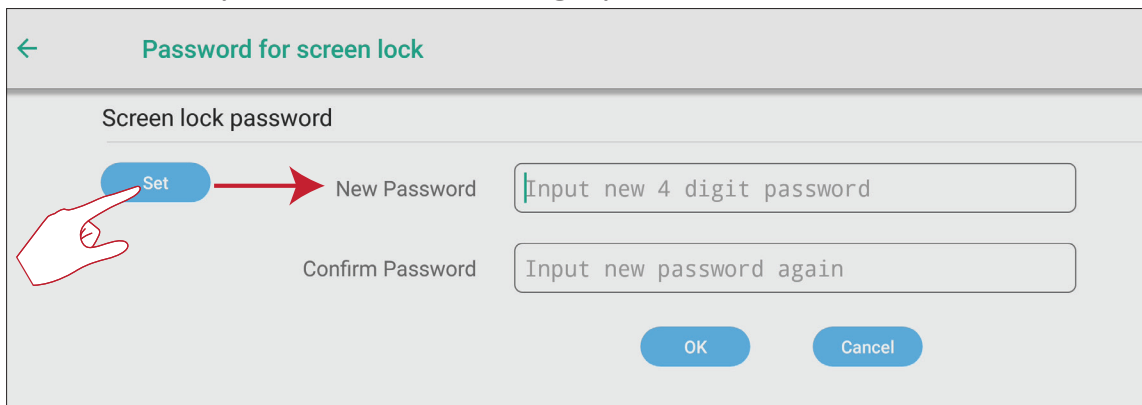 Password for screen lock
Screen lock password
Set
New Password
Input new 4 digit password
Confirm Password
Input new password again
OK
Cancel